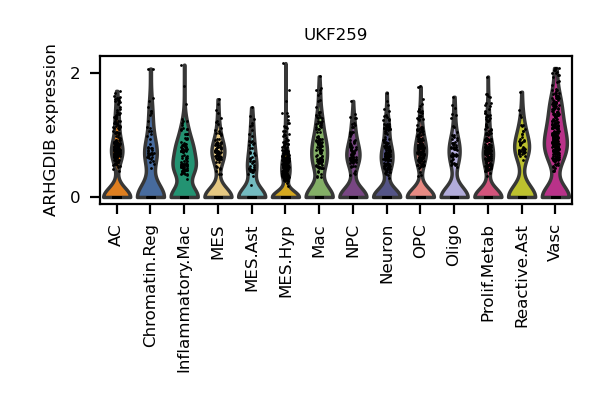 UKF259
ARHGDIB expression
2
0
AC
Chromatin.Reg
Inflammatory.Mac
MES
MES.Ast
MES.Hyp
Mac
NPC
Neuron
OPC
Oligo
Prolif.Metab
Reactive.Ast
Vasc